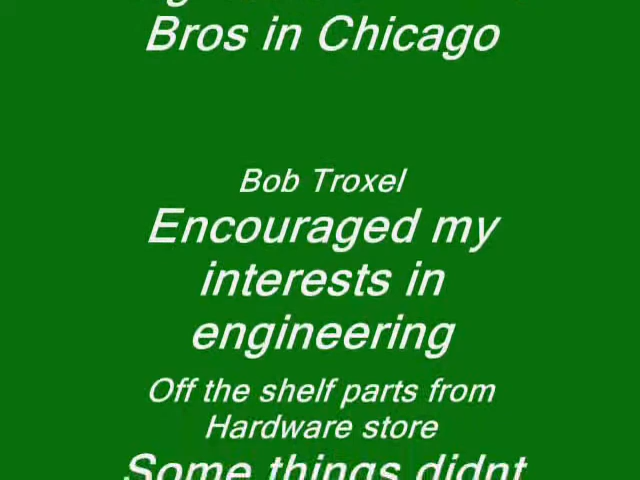 Bros in Chicago
Bob Troxel
Encouraged my
interests in
engineering
Off the shelf parts from
Hardware store
Some things didnt